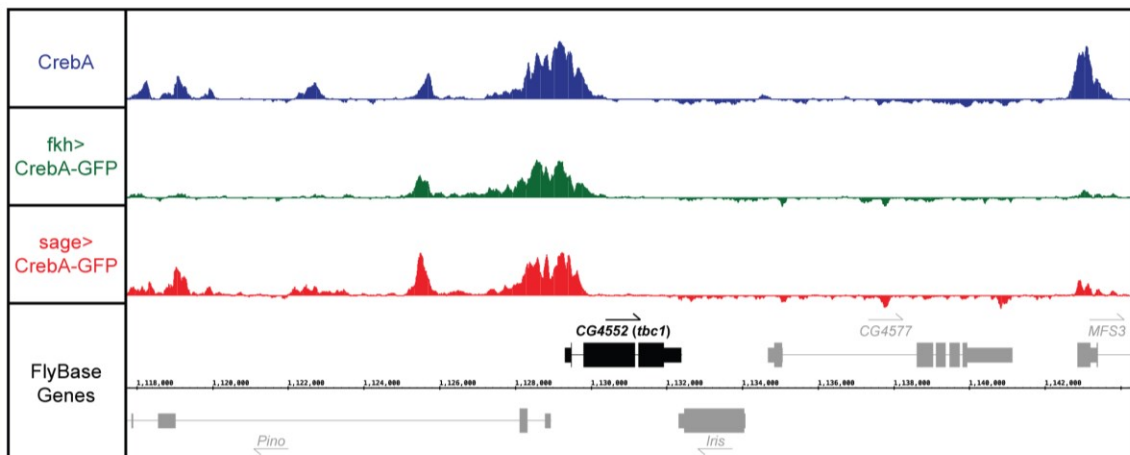 CrebA
fkh>
CrebA-GFP
sage>
CrebA-GFP
FlyBase
Genes
CG4552 (tbc1)
CG4577
MFS3
1,118,000
1,120,000
1,122,000
1,124,000
1,126,000
1,128,000
1,130,000
1,132,000
1,134,000
1,136,000
1,138,000
1,140,000
1,142,000
Pino
Iris